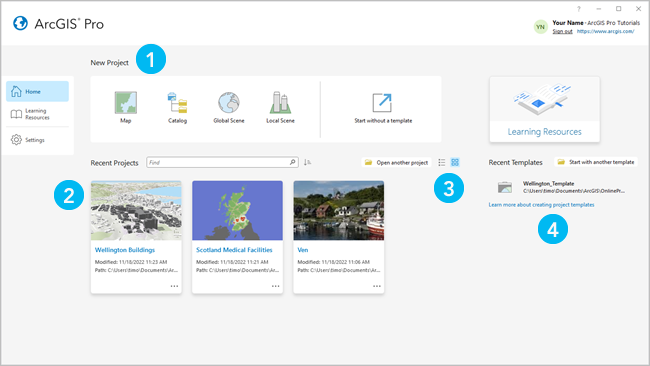 ArcGIS® Pro
?
Your Name - ArcGIS Pro Tutorials
YN
Sign out https://www.arcgis.com/
New Project
1
Home
Learning
Resources
Settings
Map
Catalog
Global Scene
Local Scene
Start without a template
Learning Resources
Recent Projects
Find
Open another project
Recent Templates
Start with another template
2
3
Wellington_Template
C:\Users\timo\Documents\ArcGIS\OnlinePr...
Learn more about creating project templates
4
Wellington Buildings
Modified: 11/18/2022 11:23 AM
Path: C:\Users\timo\Documents\Ar...
...
Scotland Medical Facilities
Modified: 11/18/2022 11:21 AM
Path: C:\Users\timo\Documents\Ar...
...
Ven
Modified: 11/18/2022 11:06 AM
Path: C:\Users\timo\Documents\Ar...
...